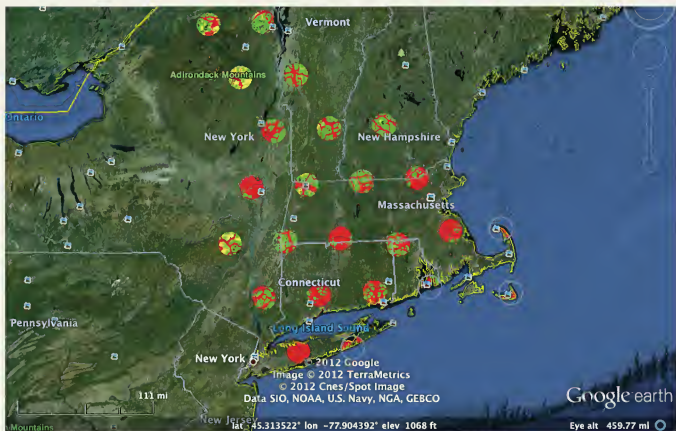 Vermont
Adirondack Mountains
Ontario
New York
New Hampshire
Massachusetts
Connecticut
Pennsylvania
Long Island Sound
New York
© 2012 Google
Image © 2012 TerraMetrics
© 2012 Cnes/Spot Image
Data SIO, NOAA, U.S. Navy, NGA, GEBCO
Google earth
111 mi
New Jersey
Mountains
lat 45.313522° lon -77.904392° elev 1068 ft
Eye alt 459.77 mi